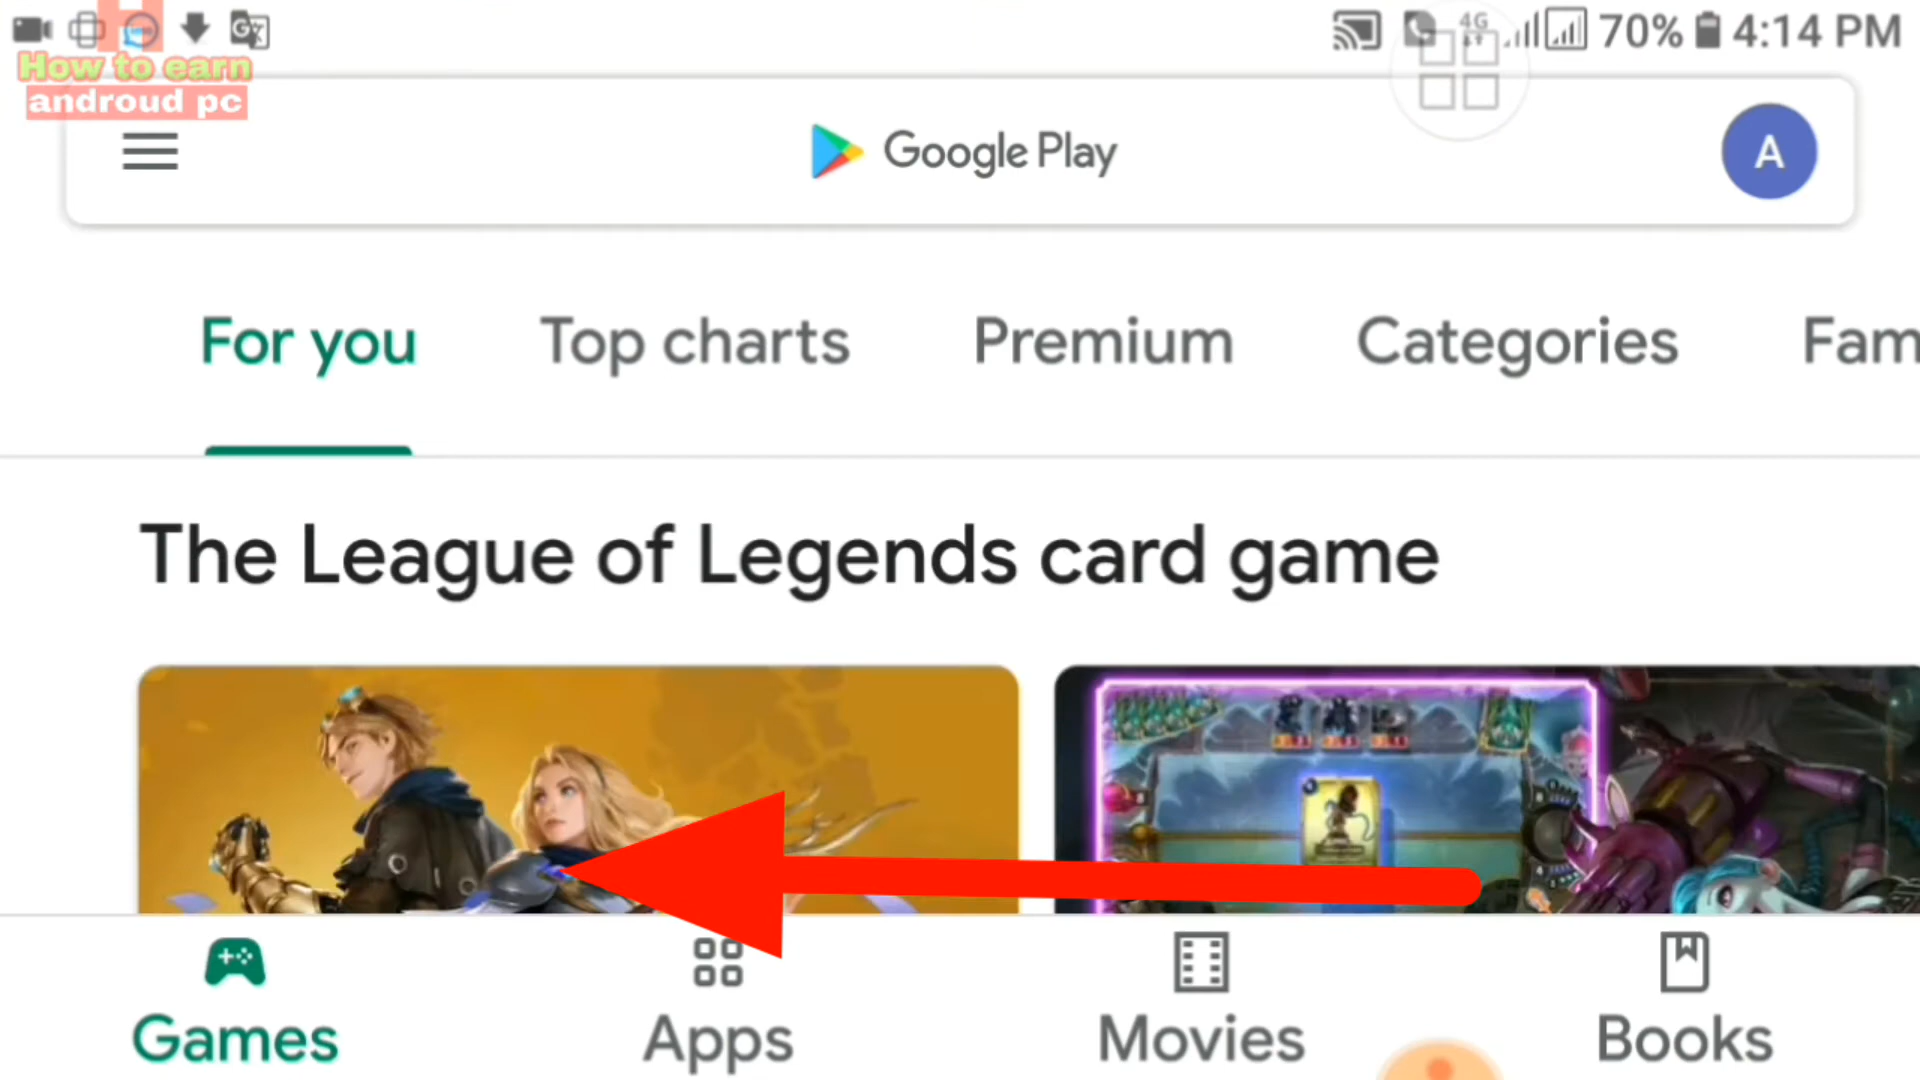 How to earn
androud pc
4G
70%
4:14 PM
Google Play
A
For you
Top charts
Premium
Categories
Fam
The League of Legends card game
Games
Apps
Movies
Books